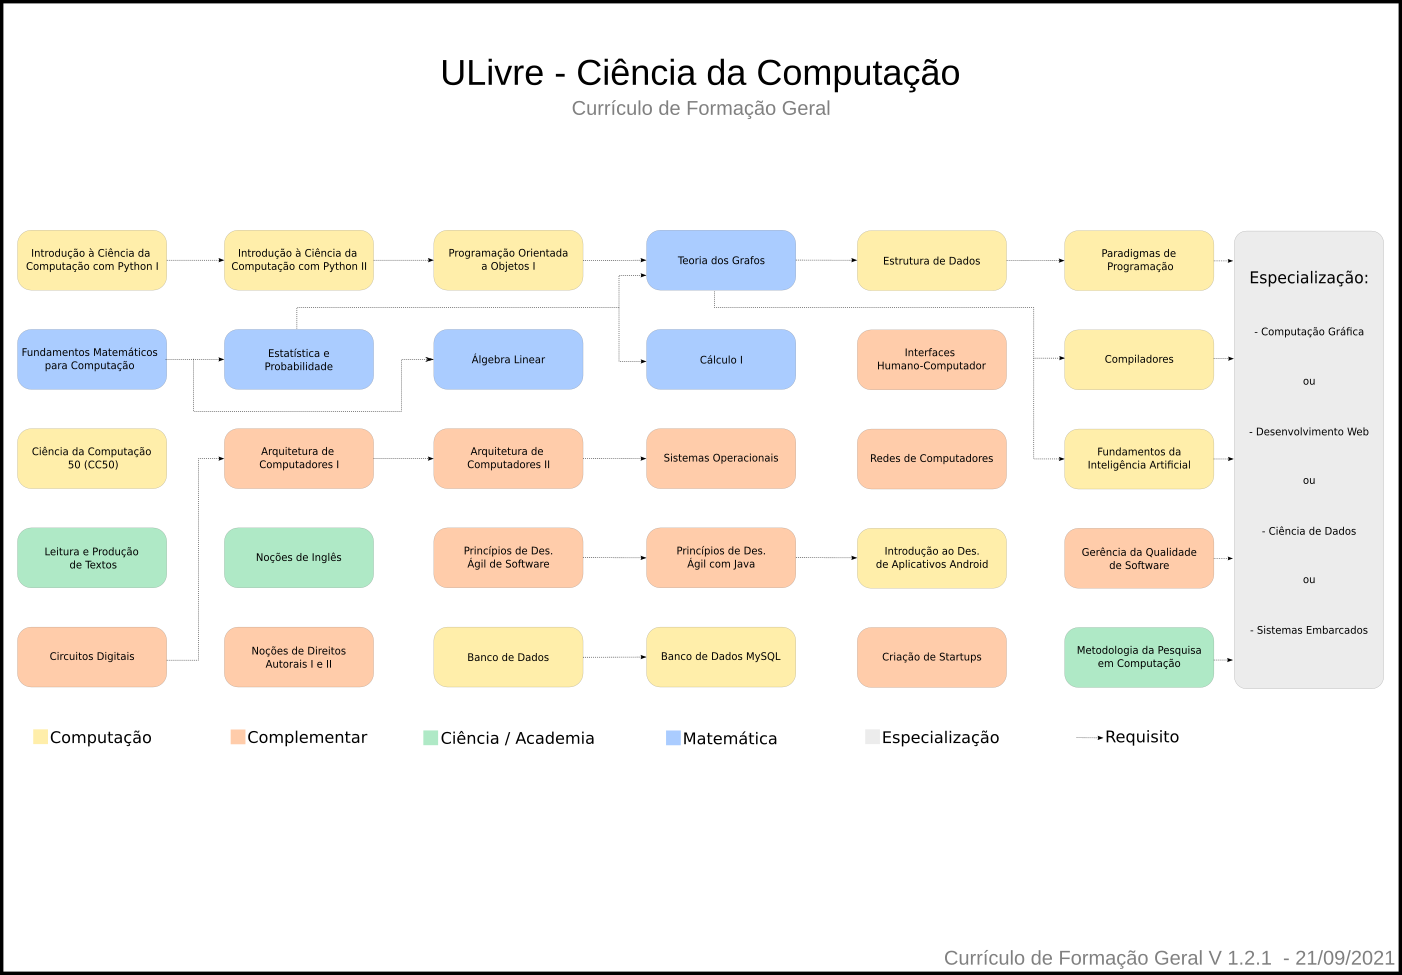 ULivre - Ciência da Computação
Currículo de Formação Geral
Introdução à Ciência da
Computação com Python I
Introdução à Ciência da
Computação com Python II
Programação Orientada
a Objetos I
Teoria dos Grafos
Estrutura de Dados
Paradigmas de
Programação
Especialização:
- Computação Gráfica
ou
- Desenvolvimento Web
ou
- Ciência de Dados
ou
- Sistemas Embarcados
Fundamentos Matemáticos
para Computação
Estatística e
Probabilidade
Álgebra Linear
Cálculo I
Interfaces
Humano-Computador
Compiladores
Ciência da Computação
50 (CC50)
Arquitetura de
Computadores I
Arquitetura de
Computadores II
Sistemas Operacionais
Redes de Computadores
Fundamentos da
Inteligência Artificial
Leitura e Produção
de Textos
Noções de Inglês
Princípios de Des.
Ágil de Software
Princípios de Des.
Ágil com Java
Introdução ao Des.
de Aplicativos Android
Gerência da Qualidade
de Software
Circuitos Digitais
Noções de Direitos
Autorais I e II
Banco de Dados
Banco de Dados MySQL
Criação de Startups
Metodologia da Pesquisa
em Computação
Computação
Complementar
Ciência / Academia
Matemática
Especialização
Requisito
Currículo de Formação Geral V 1.2.1 - 21/09/2021